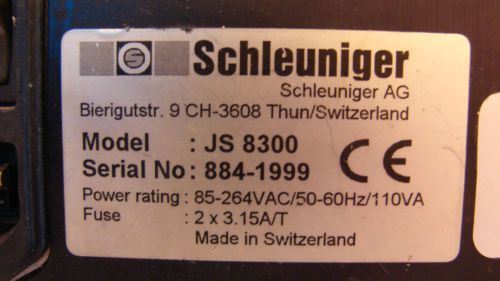 Schleuniger
Schleuniger AG
Bierigutstr. 9 CH-3608 Thun/Switzerland
Model : JS 8300
Serial No : 884-1999
CE
Power rating : 85-264VAC/50-60Hz/110VA
Fuse : 2 x 3.15A/T
Made in Switzerland